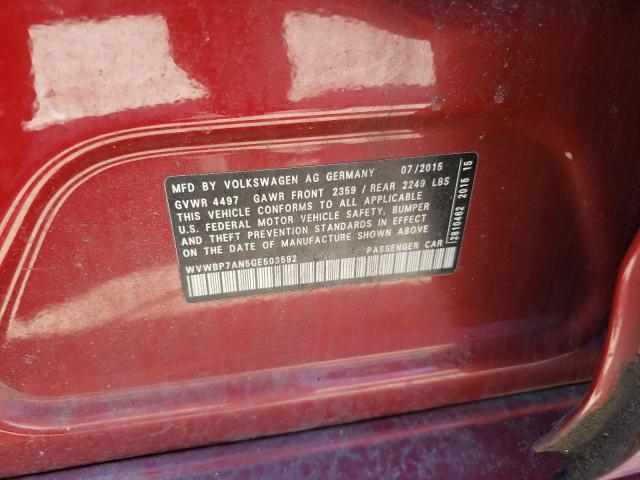 MFD BY VOLKSWAGEN AG GERMANY 07/2015
GVWR 4497 GAWR FRONT 2359 / REAR 2249 LBS
THIS VEHICLE CONFORMS TO ALL APPLICABLE
U.S. FEDERAL MOTOR VEHICLE SAFETY, BUMPER
AND THEFT PREVENTION STANDARDS IN EFFECT
ON THE DATE OF MANUFACTURE SHOWN ABOVE
WVWBP7AN5GE503592 PASSENGER CAR
2810462 2015 15